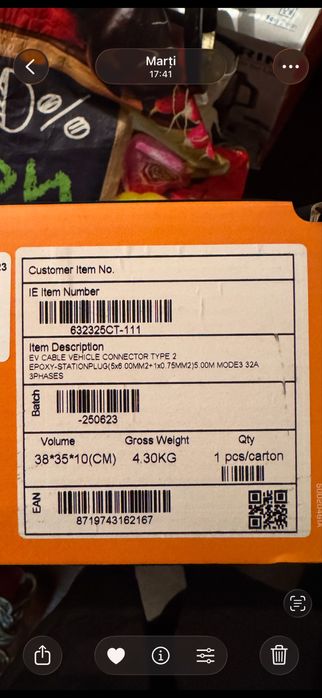 Marți
17:41
%
23
Customer Item No.
IE Item Number
632325CT-111
Item Description
EV CABLE VEHICLE CONNECTOR TYPE 2
EPOXY-STATIONPLUG(5x6.00MM2+1x0.75MM2)5.00M MODE3 32A
3PHASES
Batch
-250623
Volume Gross Weight Qty
38*35*10(CM) 4.30KG 1 pcs/carton
EAN
8719743162167